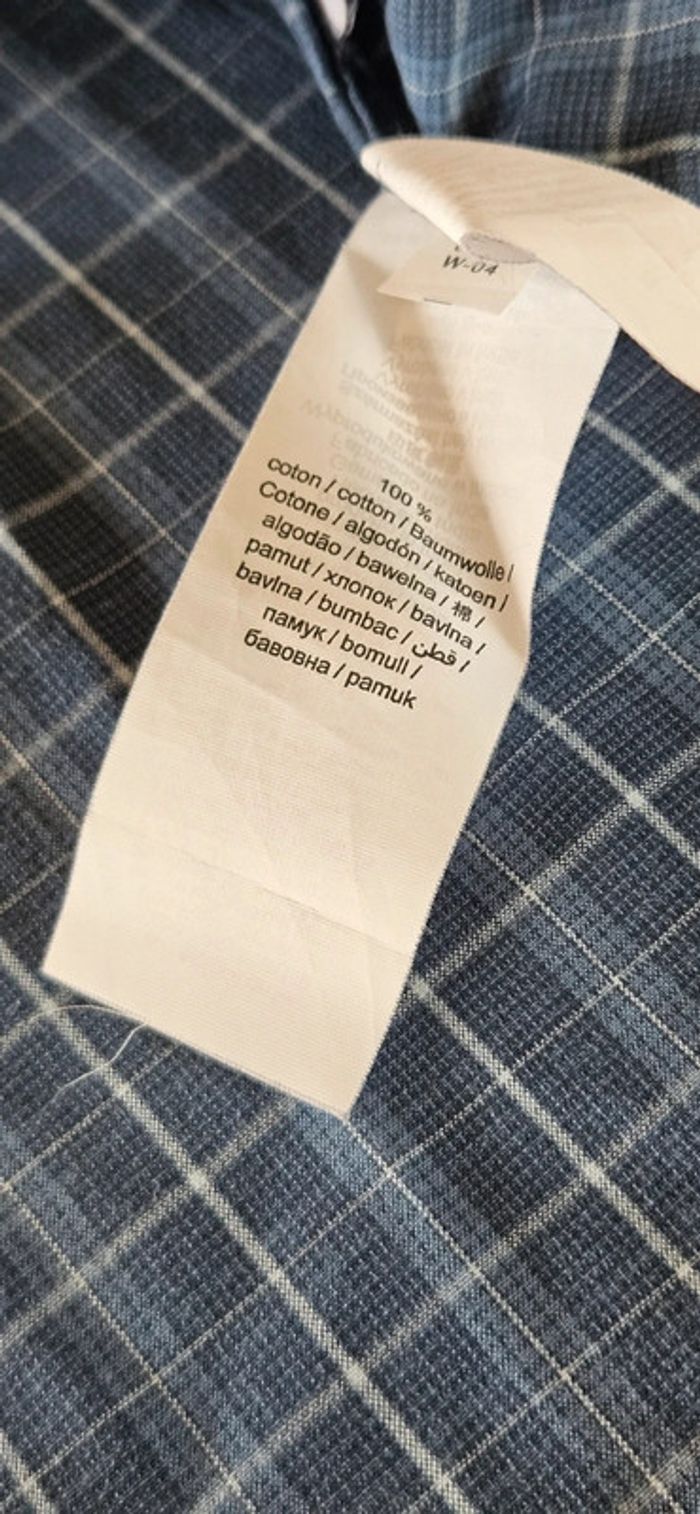 W-04
100 %
coton / cotton / Baumwolle /
Cotone / algodón / katoen /
algodão / bawełna / 棉 /
pamut / хлопок / bavlna /
bavlna / bumbac / قطن /
памук / bomull /
бавовна / pamuk